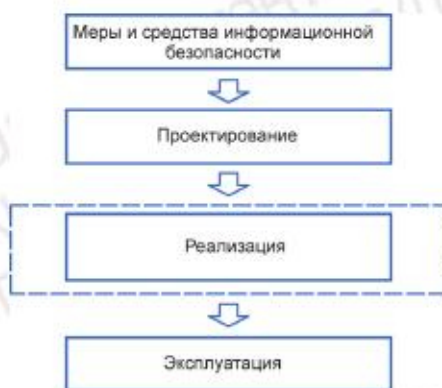 Меры и средства информационной
безопасности
Проектирование
Реализация
Эксплуатация